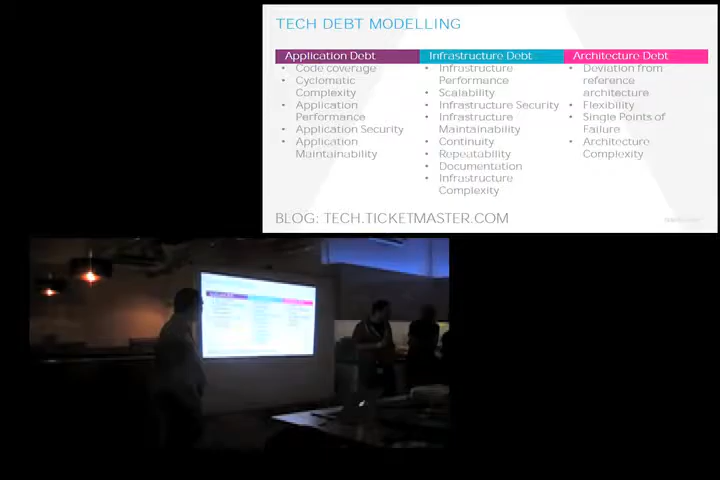 TECH DEBT MODELLING
Application Debt
• Code coverage
• Cyclomatic
Complexity
• Application
Performance
• Application Security
• Application
Maintainability
Infrastructure Debt
• Infrastructure
Performance
• Scalability
• Infrastructure Security
• Infrastructure
Maintainability
• Continuity
• Repeatability
• Documentation
• Infrastructure
Complexity
Architecture Debt
• Deviation from
reference
architecture
• Flexibility
• Single Points of
Failure
• Architecture
Complexity
BLOG: TECH.TICKETMASTER.COM